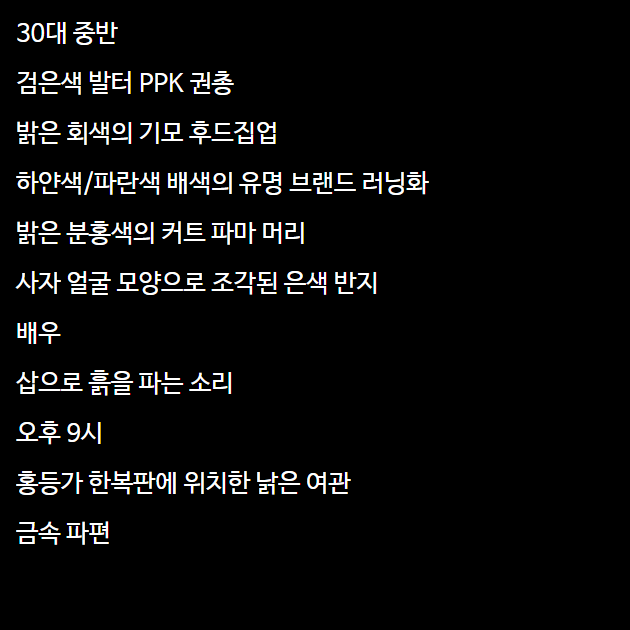 30대 중반
검은색 발터 PPK 권총
밝은 회색의 기모 후드집업
하얀색/파란색 배색의 유명 브랜드 러닝화
밝은 분홍색의 커트 파마 머리
사자 얼굴 모양으로 조각된 은색 반지
배우
삽으로 흙을 파는 소리
오후 9시
홍등가 한복판에 위치한 낡은 여관
금속 파편